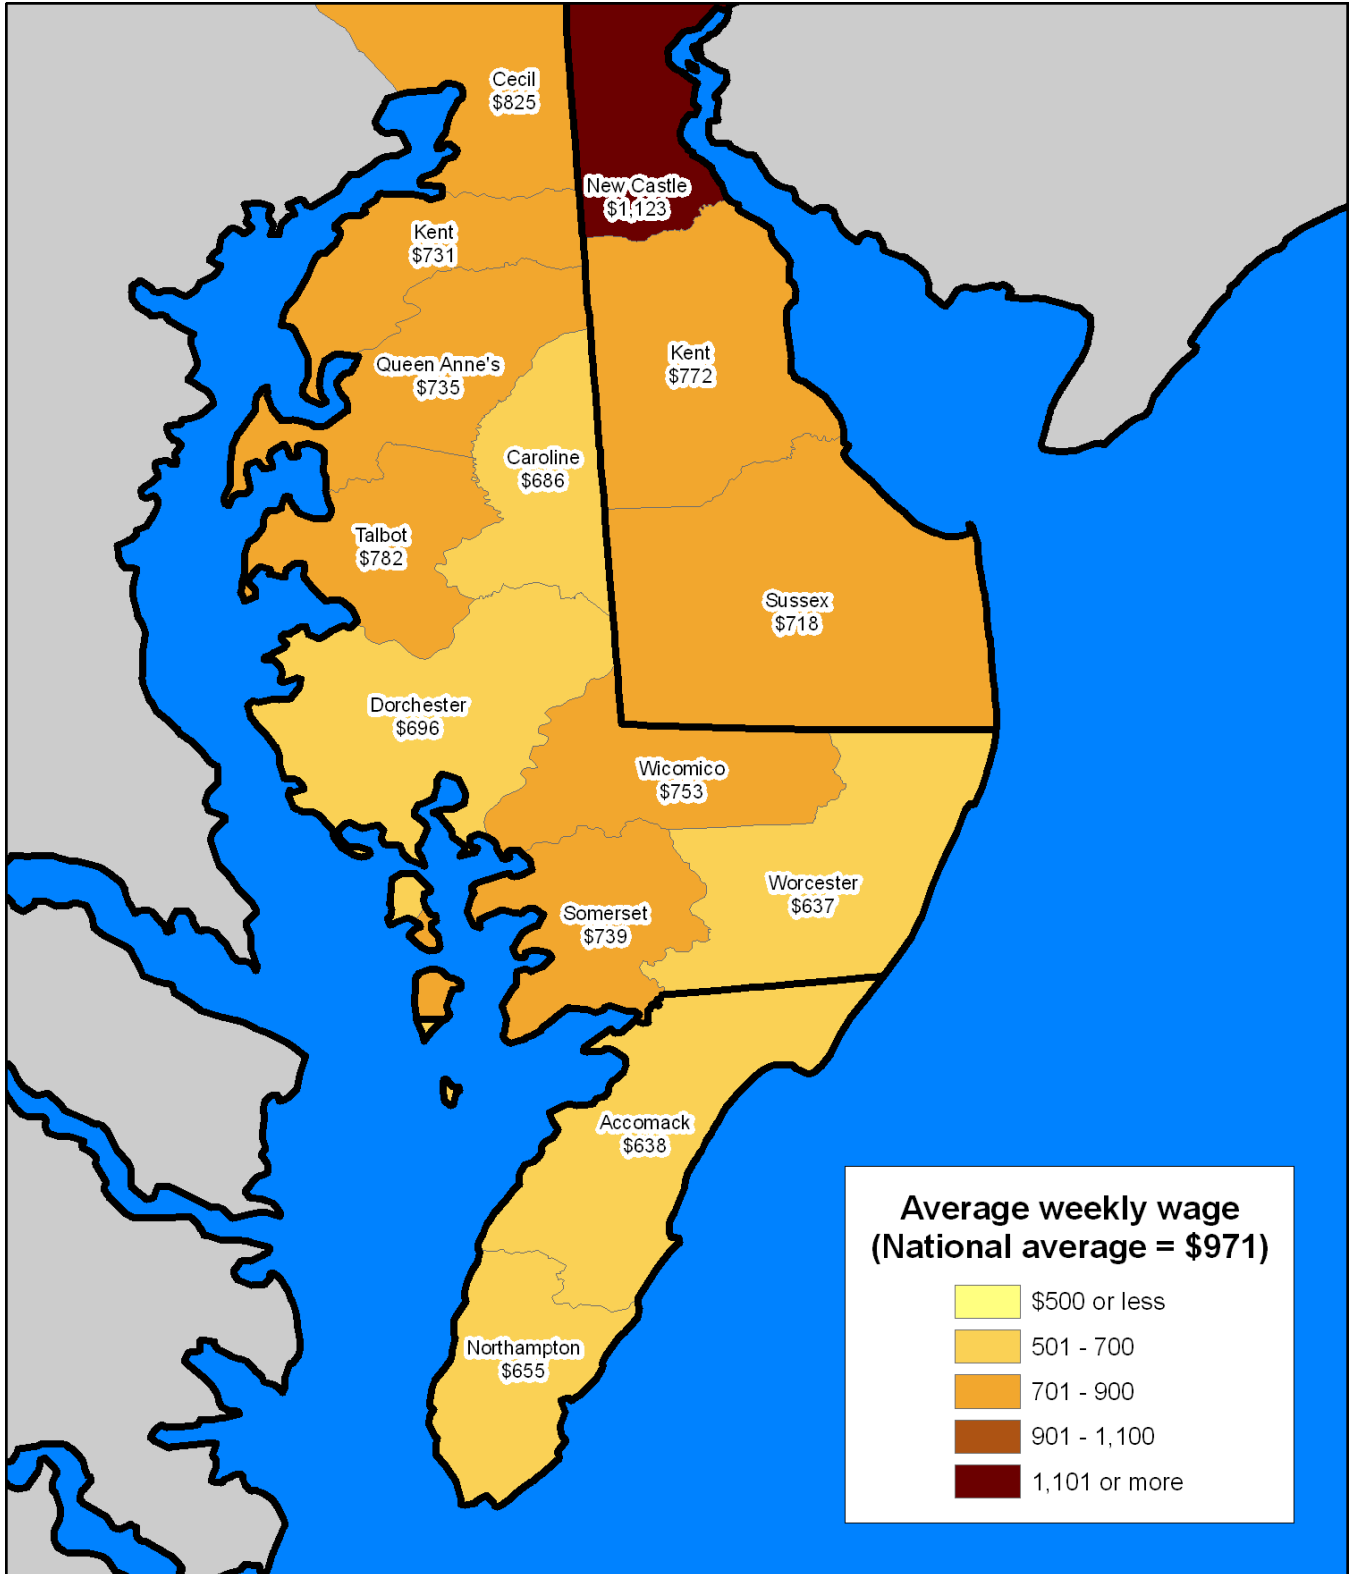 Cecil
$825
New Castle
$1,123
Kent
$731
Kent
$772
Queen Anne's
$735
Caroline
$686
Talbot
$782
Sussex
$718
Dorchester
$696
Wicomico
$753
Worcester
$637
Somerset
$739
Accomack
$638
Northampton
$655
Average weekly wage
(National average = $971)
$500 or less
501 - 700
701 - 900
901 - 1,100
1,101 or more